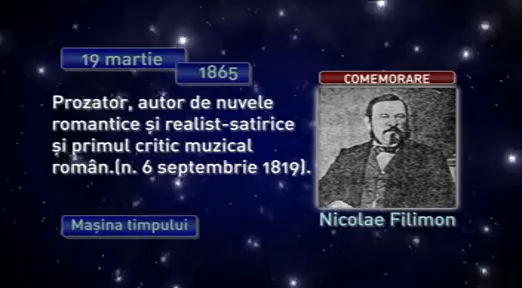 19 martie
1865
Prozator, autor de nuvele
romantice și realist-satirice
și primul critic muzical
român.(n. 6 septembrie 1819).
Mașina timpului
COMEMORARE
Nicolae Filimon